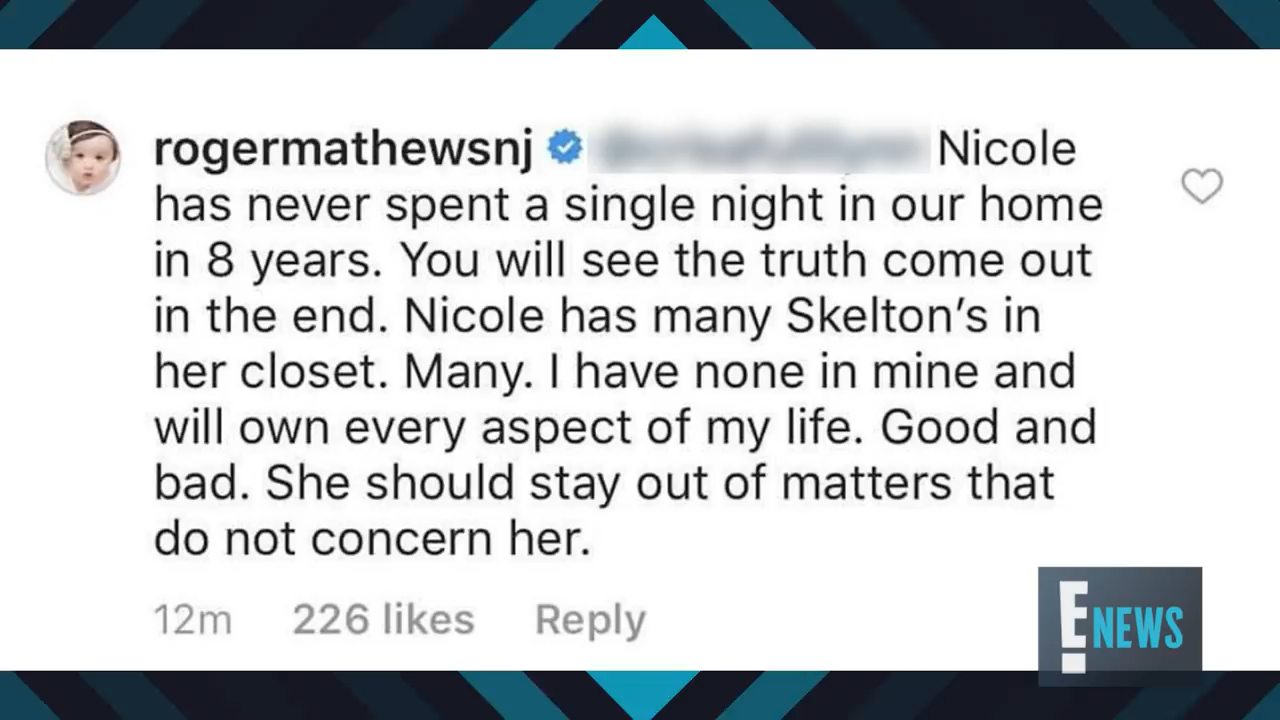 rogermathewsnj Nicole
has never spent a single night in our home
in 8 years. You will see the truth come out
in the end. Nicole has many Skelton's in
her closet. Many. I have none in mine and
will own every aspect of my life. Good and
bad. She should stay out of matters that
do not concern her.
12m 226 likes Reply
E! NEWS